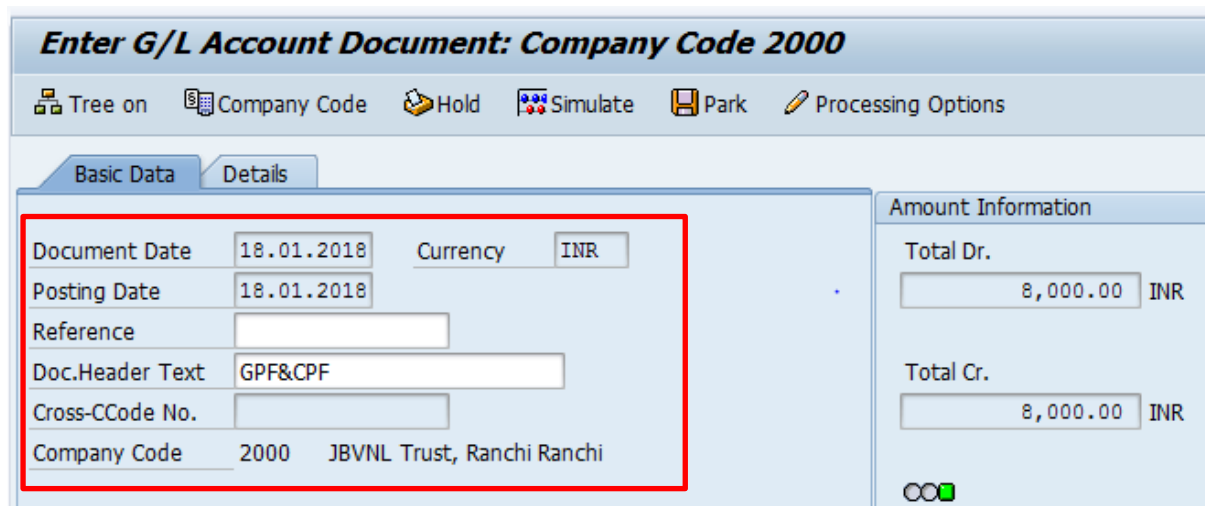 Enter G/L Account Document: Company Code 2000
Tree on Company Code Hold Simulate Park Processing Options
Basic Data Details
Amount Information
Document Date 18.01.2018 Currency INR Total Dr.
Posting Date 18.01.2018 8,000.00 INR
Reference
Doc.Header Text GPF&CPF Total Cr.
Cross-CCode No. 8,000.00 INR
Company Code 2000 JBVNL Trust, Ranchi Ranchi